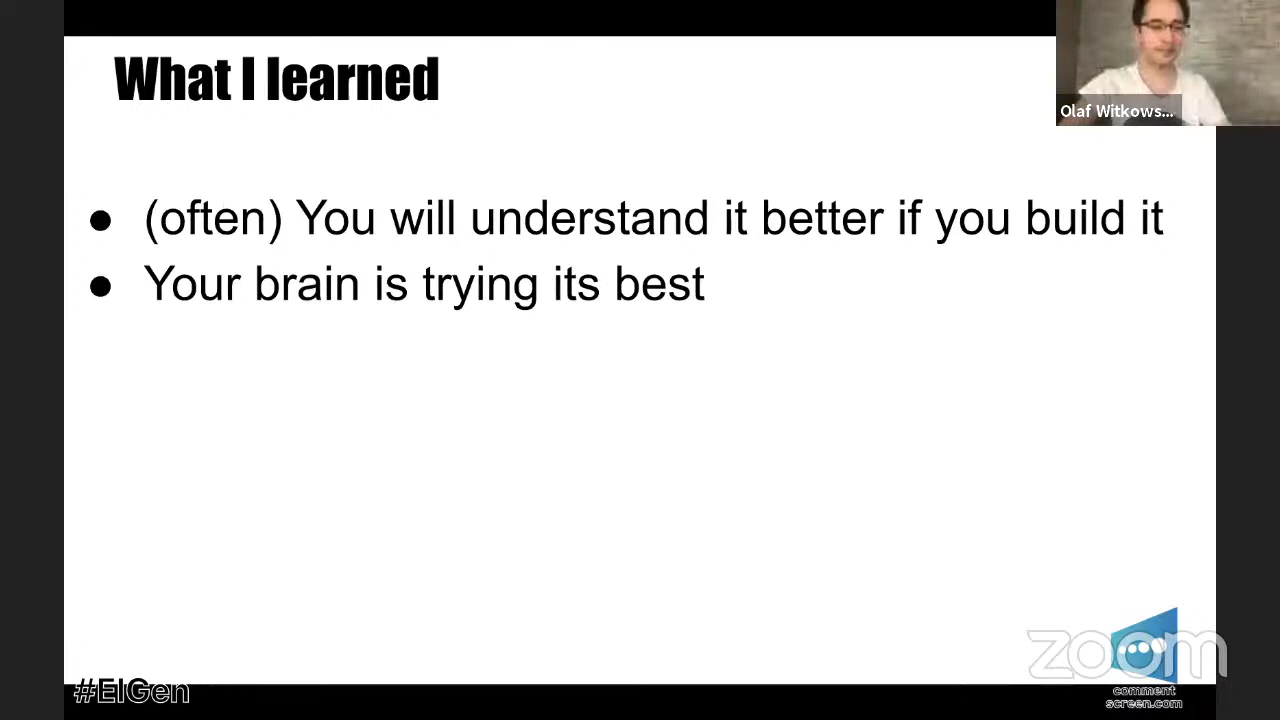 What I learned
Olaf Witkows...
● (often) You will understand it better if you build it
● Your brain is trying its best
zoom
#EIGen
comment
screen.com